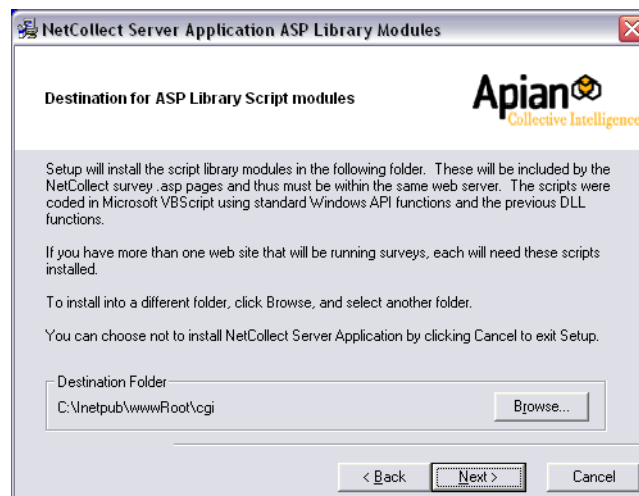 NetCollect Server Application ASP Library Modules
Destination for ASP Library Script modules
Apian
Collective Intelligence
Setup will install the script library modules in the following folder. These will be included by the
NetCollect survey .asp pages and thus must be within the same web server. The scripts were
coded in Microsoft VBScript using standard Windows API functions and the previous DLL
functions.
If you have more than one web site that will be running surveys, each will need these scripts
installed.
To install into a different folder, click Browse, and select another folder.
You can choose not to install NetCollect Server Application by clicking Cancel to exit Setup.
Destination Folder
C:\Inetpub\wwwRoot\cgi
Browse...
< Back
Next >
Cancel